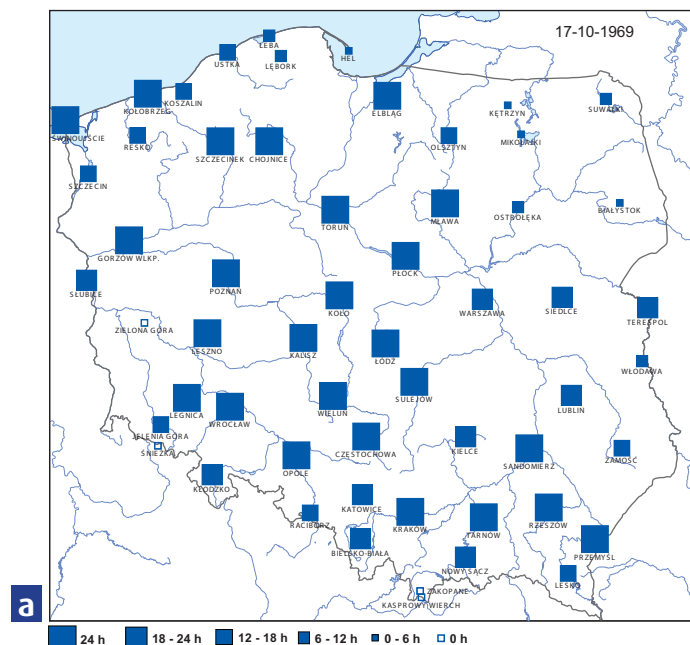 17-10-1969
ŁEBA
USTKA
HEL
LĘBORK
KOSZALIN
KOŁOBRZEG
ELBLĄG
KĘTRZYN
SUWAŁKI
ŚWINOUJŚCIE
RESKO
SZCZECINEK
CHOJNICE
OLSZTYN
MIKOŁAJKI
SZCZECIN
TORUŃ
MŁAWA
OSTROŁĘKA
BIAŁYSTOK
GORZÓW WLKP.
PŁOCK
SŁUBICE
POZNAŃ
KOŁO
WARSZAWA
SIEDLCE
TERESPOL
ZIELONA GÓRA
LESZNO
KALISZ
ŁÓDŹ
WŁODAWA
SULEJÓW
LEGNICA
WROCŁAW
WIELUŃ
LUBLIN
JELENIA GÓRA
ŚNIEŻKA
CZĘSTOCHOWA
KIELCE
SANDOMIERZ
ZAMOŚĆ
OPOLE
KŁODZKO
KATOWICE
RACIBÓRZ
KRAKÓW
TARNÓW
RZESZÓW
BIELSKO-BIAŁA
PRZEMYŚL
NOWY SĄCZ
LESKO
ZAKOPANE
KASPROWY WIERCH
a
24 h 18 - 24 h 12 - 18 h 6 - 12 h 0 - 6 h 0 h